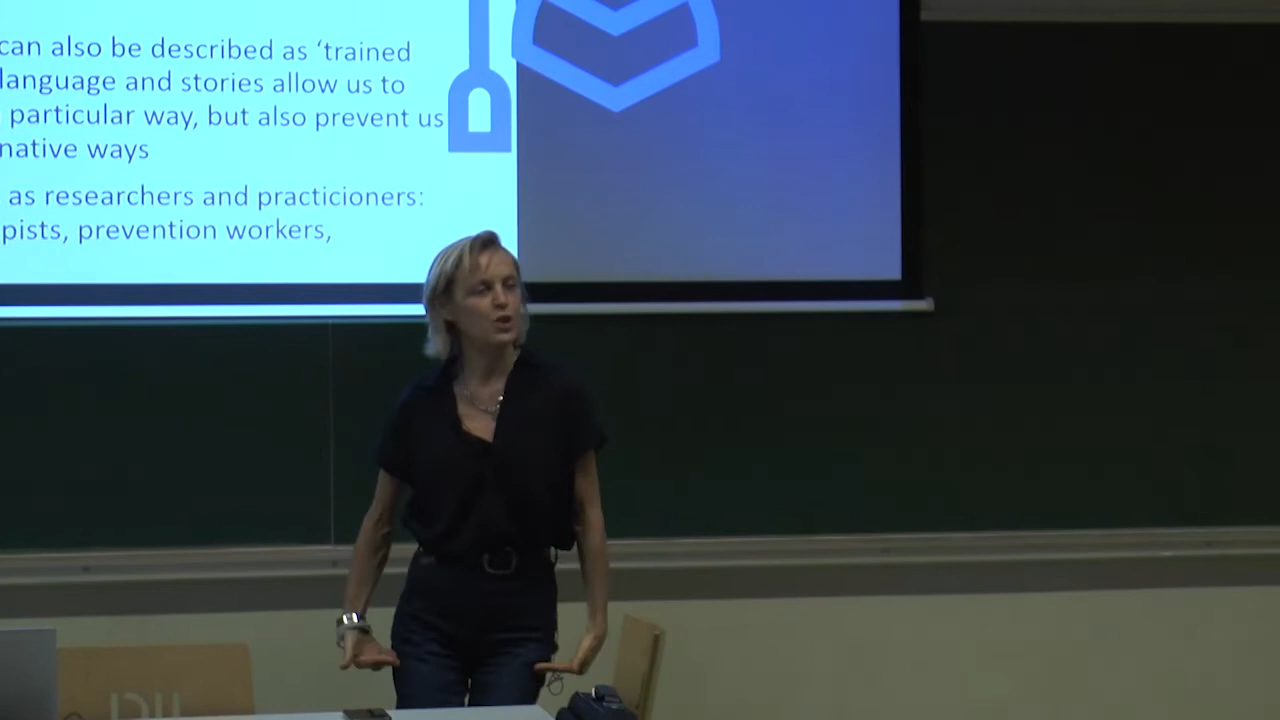 can also be described as ‘trained
language and stories allow us to
particular way, but also prevent us
native ways
as researchers and practicioners:
pists, prevention workers,